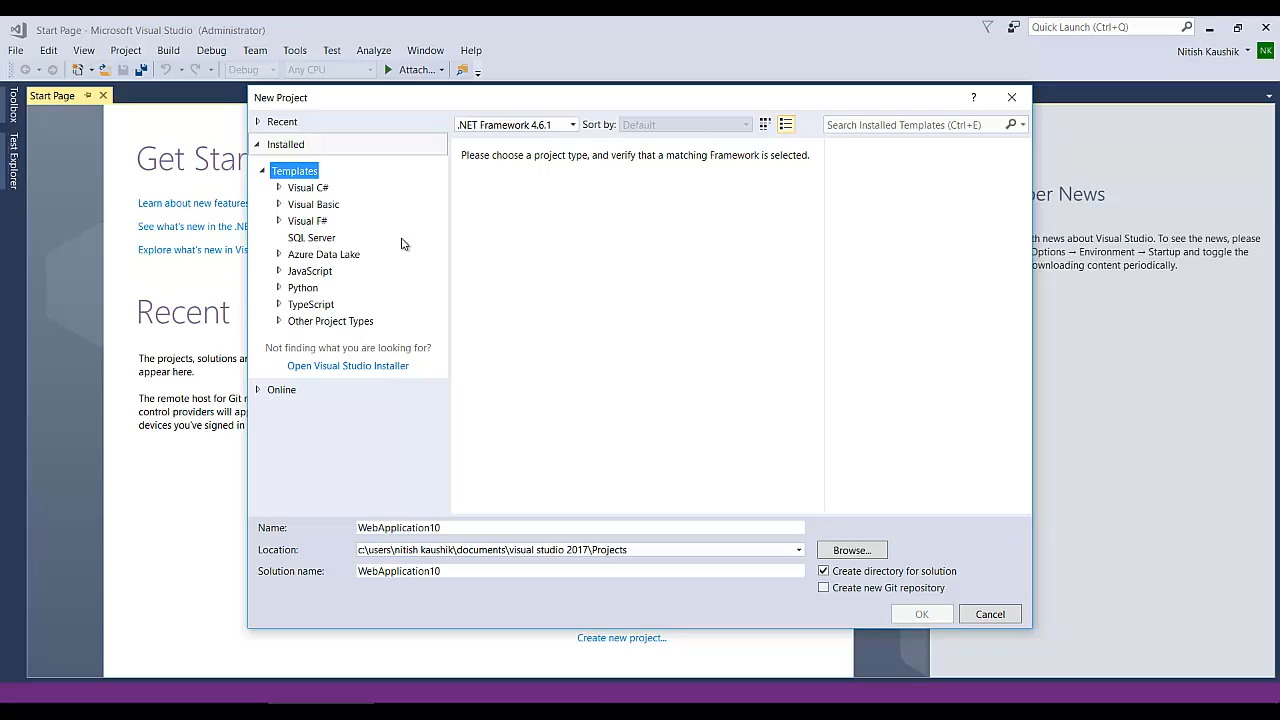 Start Page - Microsoft Visual Studio (Administrator)
Quick Launch (Ctrl+Q)
File Edit View Project Build Debug Team Tools Test Analyze Window Help
Nitish Kaushik NK
Debug Any CPU Attach...
Toolbox
Test Explorer
Start Page
Get Star
Learn about new features
See what's new in the .NE
Explore what's new in Vis
Recent
The projects, solutions an
appear here.
The remote host for Git r
control providers will app
devices you've signed in
New Project
?
Recent
Installed
Templates
Visual C#
Visual Basic
Visual F#
SQL Server
Azure Data Lake
JavaScript
Python
TypeScript
Other Project Types
Not finding what you are looking for?
Open Visual Studio Installer
Online
.NET Framework 4.6.1 Sort by: Default
Search Installed Templates (Ctrl+E)
Please choose a project type, and verify that a matching Framework is selected.
Name: WebApplication10
Location: c:\users\nitish kaushik\documents\visual studio 2017\Projects
Browse...
Solution name: WebApplication10
Create directory for solution
Create new Git repository
OK Cancel
Create new project...
per News
th news about Visual Studio. To see the news, please
Options → Environment → Startup and toggle the
ownloading content periodically.